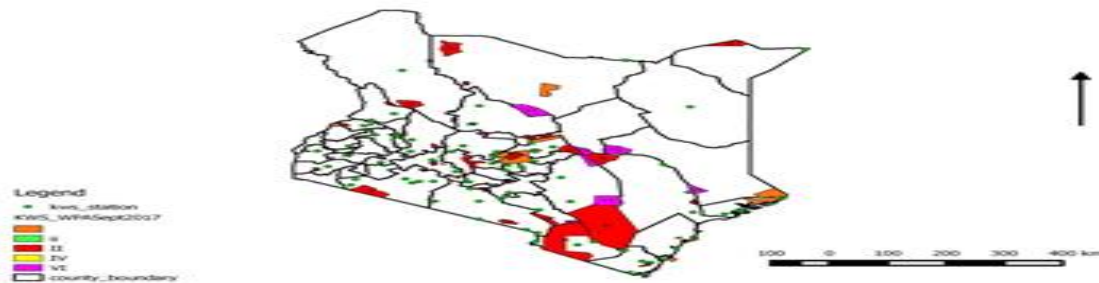 Legend
kws_station
KWS_WPASept2017
II
IV
VI
county_boundary
100 0 100 200 300 400 km